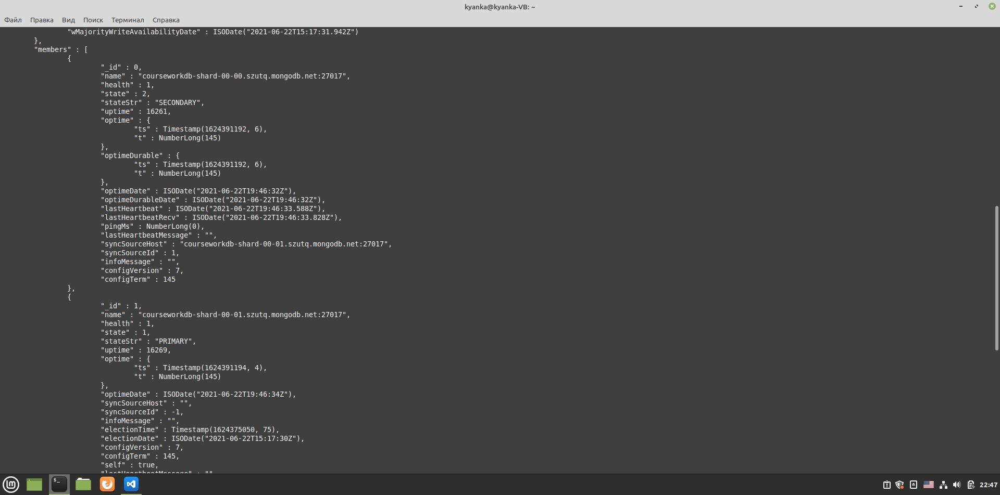 kyanka@kyanka-VB: ~
Файл Правка Вид Поиск Терминал Справка
"wMajorityWriteAvailabilityDate" : ISODate("2021-06-22T15:17:31.942Z")
},
"members" : [
{
"_id" : 0,
"name" : "courseworkdb-shard-00-00.szutq.mongodb.net:27017",
"health" : 1,
"state" : 2,
"stateStr" : "SECONDARY",
"uptime" : 16261,
"optime" : {
"ts" : Timestamp(1624391192, 6),
"t" : NumberLong(145)
},
"optimeDurable" : {
"ts" : Timestamp(1624391192, 6),
"t" : NumberLong(145)
},
"optimeDate" : ISODate("2021-06-22T19:46:32Z"),
"optimeDurableDate" : ISODate("2021-06-22T19:46:32Z"),
"lastHeartbeat" : ISODate("2021-06-22T19:46:33.588Z"),
"lastHeartbeatRecv" : ISODate("2021-06-22T19:46:33.828Z"),
"pingMs" : NumberLong(0),
"lastHeartbeatMessage" : "",
"syncSourceHost" : "courseworkdb-shard-00-01.szutq.mongodb.net:27017",
"syncSourceId" : 1,
"infoMessage" : "",
"configVersion" : 7,
"configTerm" : 145
},
{
"_id" : 1,
"name" : "courseworkdb-shard-00-01.szutq.mongodb.net:27017",
"health" : 1,
"state" : 1,
"stateStr" : "PRIMARY",
"uptime" : 16269,
"optime" : {
"ts" : Timestamp(1624391194, 4),
"t" : NumberLong(145)
},
"optimeDate" : ISODate("2021-06-22T19:46:34Z"),
"syncSourceHost" : "",
"syncSourceId" : -1,
"infoMessage" : "",
"electionTime" : Timestamp(1624375050, 75),
"electionDate" : ISODate("2021-06-22T15:17:30Z"),
"configVersion" : 7,
"configTerm" : 145,
"self" : true,
"lastHeartbeatMessage" : ""
22:47